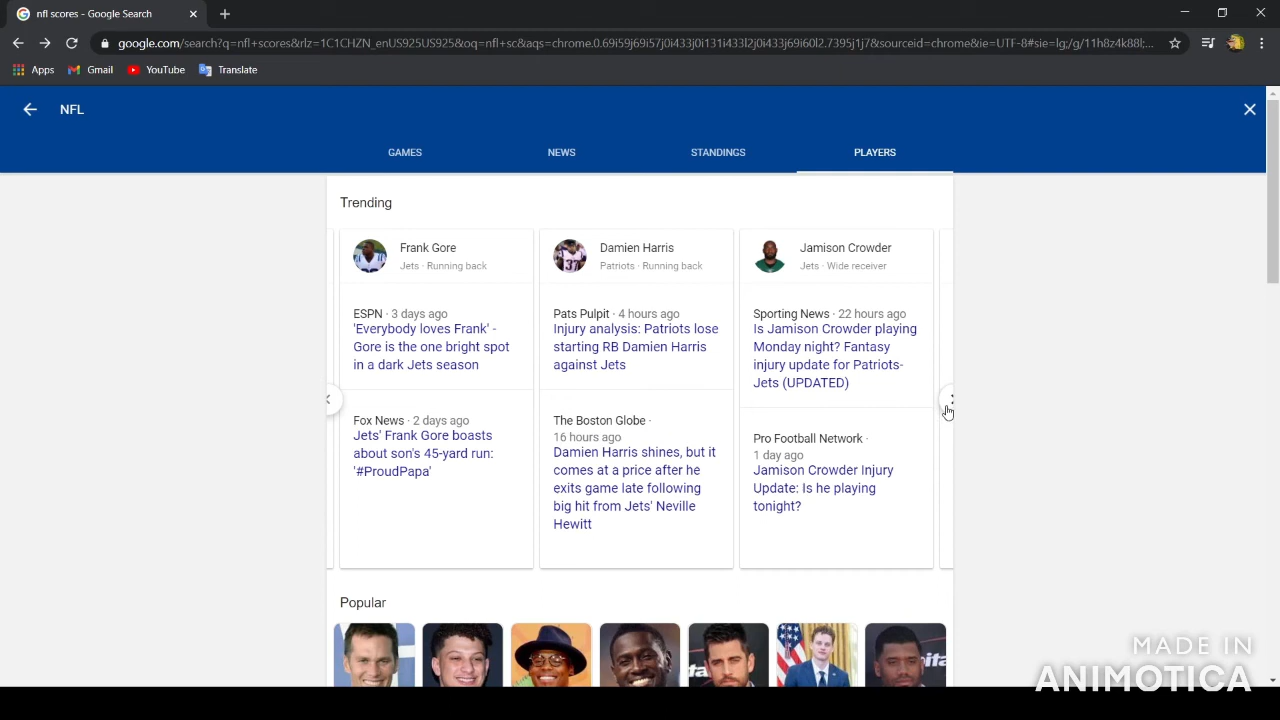 nfl scores - Google Search
google.com/search?q=nfl+scores&rlz=1C1CHZN_enUS925US925&oq=nfl+sc&aqs=chrome.0.69i59j69i57j0i433j0i131i433l2j0i433j69i60l2.7395j1j7&sourceid=chrome&ie=UTF-8#sie=lg;/g/11h8z4k88l;...
Apps Gmail YouTube Translate
NFL
GAMES NEWS STANDINGS PLAYERS
Trending
Frank Gore
Jets · Running back
ESPN · 3 days ago
'Everybody loves Frank' -
Gore is the one bright spot
in a dark Jets season
Fox News · 2 days ago
Jets' Frank Gore boasts
about son's 45-yard run:
'#ProudPapa'
Damien Harris
Patriots · Running back
Pats Pulpit · 4 hours ago
Injury analysis: Patriots lose
starting RB Damien Harris
against Jets
The Boston Globe ·
16 hours ago
Damien Harris shines, but it
comes at a price after he
exits game late following
big hit from Jets' Neville
Hewitt
Jamison Crowder
Jets · Wide receiver
Sporting News · 22 hours ago
Is Jamison Crowder playing
Monday night? Fantasy
injury update for Patriots-
Jets (UPDATED)
Pro Football Network ·
1 day ago
Jamison Crowder Injury
Update: Is he playing
tonight?
Popular
MADE IN
ANIMOTICA